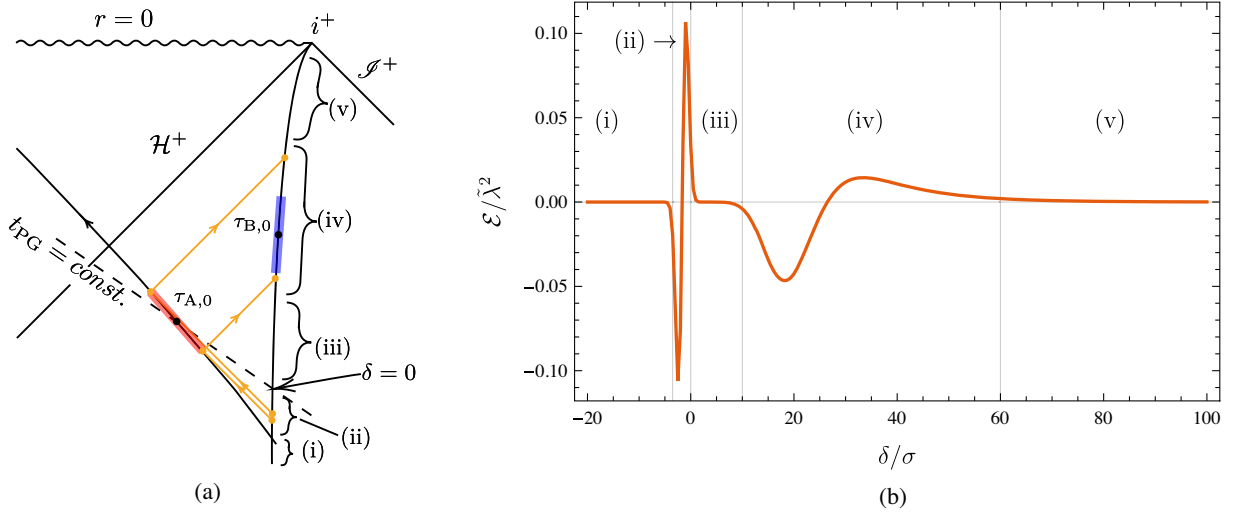 r = 0
i⁺
𝒥⁺
(v)
ℋ⁺
τ_B,0
(iv)
t_PG = const.
τ_A,0
(iii)
δ = 0
(ii)
(i)
(a)
0.10
0.05
0.00
−0.05
−0.10
ℰ/λ̃²
(ii) →
(i)
(iii)
(iv)
(v)
−20
0
20
40
60
80
100
δ/σ
(b)